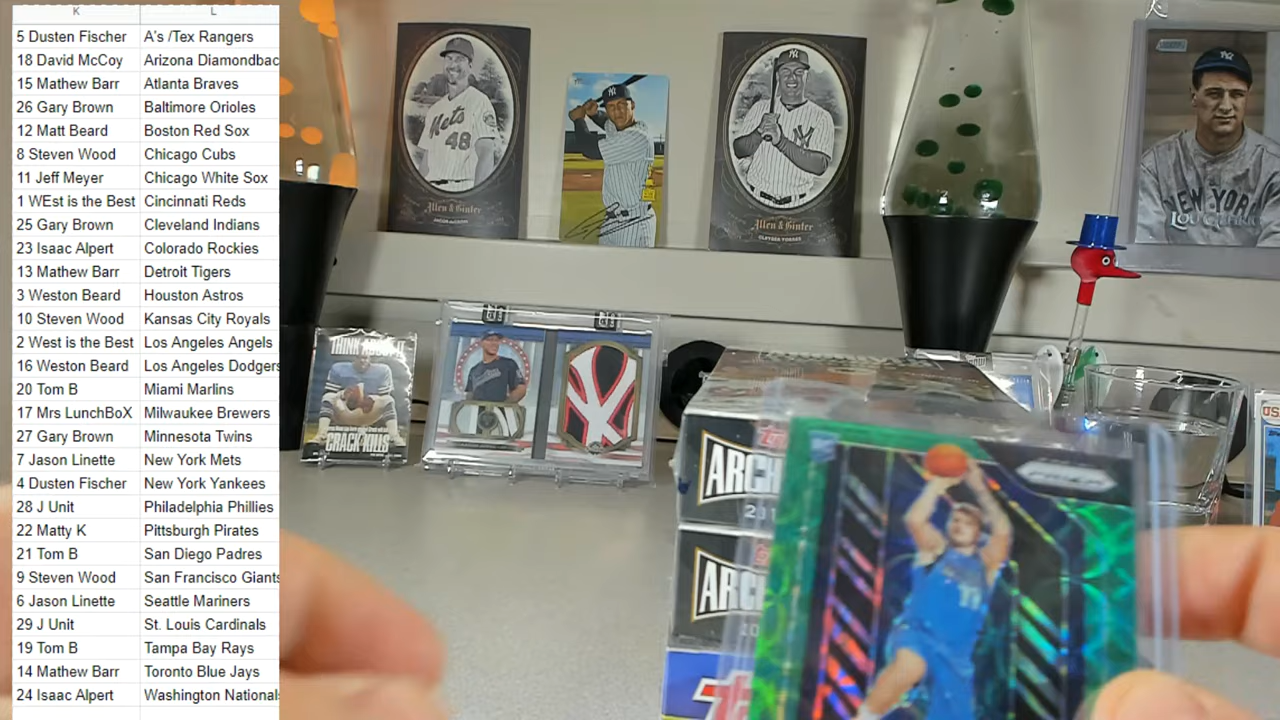 K L
5 Dusten Fischer A's /Tex Rangers
18 David McCoy Arizona Diamondbac
15 Mathew Barr Atlanta Braves
26 Gary Brown Baltimore Orioles
12 Matt Beard Boston Red Sox
8 Steven Wood Chicago Cubs
11 Jeff Meyer Chicago White Sox
1 WEst is the Best Cincinnati Reds
25 Gary Brown Cleveland Indians
23 Isaac Alpert Colorado Rockies
13 Mathew Barr Detroit Tigers
3 Weston Beard Houston Astros
10 Steven Wood Kansas City Royals
2 West is the Best Los Angeles Angels
16 Weston Beard Los Angeles Dodgers
20 Tom B Miami Marlins
17 Mrs LunchBoX Milwaukee Brewers
27 Gary Brown Minnesota Twins
7 Jason Linette New York Mets
4 Dusten Fischer New York Yankees
28 J Unit Philadelphia Phillies
22 Matty K Pittsburgh Pirates
21 Tom B San Diego Padres
9 Steven Wood San Francisco Giants
6 Jason Linette Seattle Mariners
29 J Unit St. Louis Cardinals
19 Tom B Tampa Bay Rays
14 Mathew Barr Toronto Blue Jays
24 Isaac Alpert Washington National
Mets
48
Allen & Ginter
Allen & Ginter
GLEYBER TORRES
NEW YORK
THINK ABOUT IT
CRACK KILLS
ARCH
ARC
PRIZM